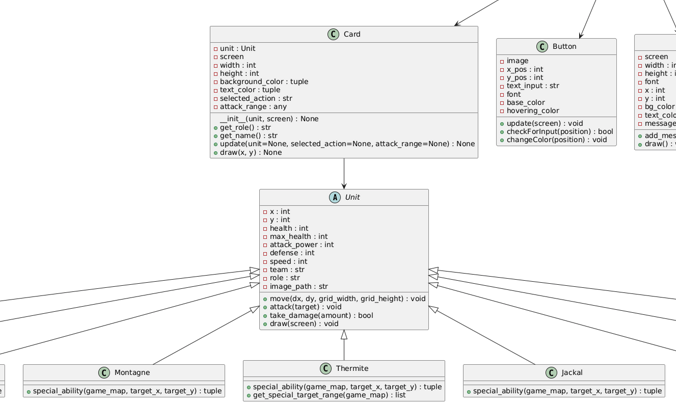 C Card
unit : Unit
screen
width : int
height : int
background_color : tuple
text_color : tuple
selected_action : str
attack_range : any
__init__(unit, screen) : None
get_role() : str
get_name() : str
update(unit=None, selected_action=None, attack_range=None) : None
draw(x, y) : None
C Button
image
x_pos : int
y_pos : int
text_input : str
font
base_color
hovering_color
update(screen) : void
checkForInput(position) : bool
changeColor(position) : void
screen
width : in
height : i
font
x : int
y : int
bg_color
text_colo
message
add_mes
draw() :
A Unit
x : int
y : int
health : int
max_health : int
attack_power : int
defense : int
speed : int
team : str
role : str
image_path : str
move(dx, dy, grid_width, grid_height) : void
attack(target) : void
take_damage(amount) : bool
draw(screen) : void
C Montagne
special_ability(game_map, target_x, target_y) : tuple
C Thermite
special_ability(game_map, target_x, target_y) : tuple
get_special_target_range(game_map) : list
C Jackal
special_ability(game_map, target_x, target_y) : tuple